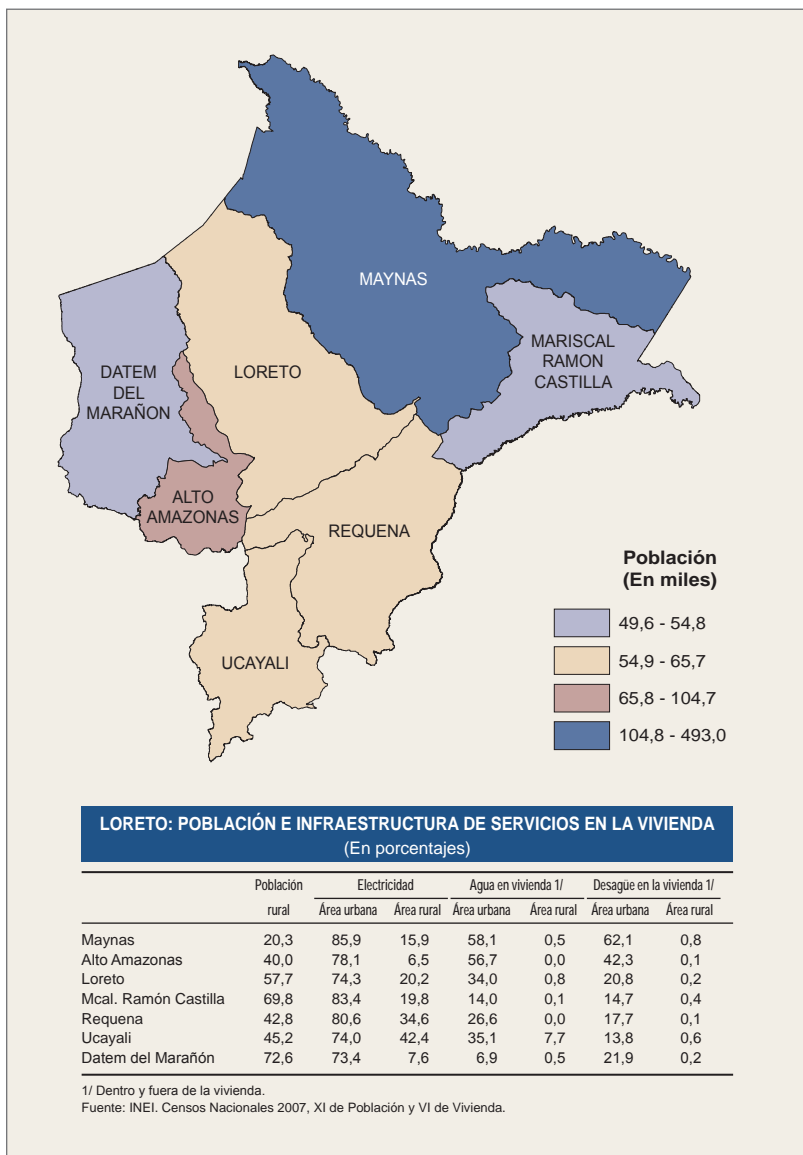 MAYNAS
MARISCAL
RAMON
CASTILLA
DATEM
DEL
MARAÑON
LORETO
ALTO
AMAZONAS
REQUENA
UCAYALI
Población
(En miles)
49,6 - 54,8
54,9 - 65,7
65,8 - 104,7
104,8 - 493,0
LORETO: POBLACIÓN E INFRAESTRUCTURA DE SERVICIOS EN LA VIVIENDA
(En porcentajes)
Población Electricidad Agua en vivienda 1/ Desagüe en la vivienda 1/
rural Área urbana Área rural Área urbana Área rural Área urbana Área rural
Maynas 20,3 85,9 15,9 58,1 0,5 62,1 0,8
Alto Amazonas 40,0 78,1 6,5 56,7 0,0 42,3 0,1
Loreto 57,7 74,3 20,2 34,0 0,8 20,8 0,2
Mcal. Ramón Castilla 69,8 83,4 19,8 14,0 0,1 14,7 0,4
Requena 42,8 80,6 34,6 26,6 0,0 17,7 0,1
Ucayali 45,2 74,0 42,4 35,1 7,7 13,8 0,6
Datem del Marañón 72,6 73,4 7,6 6,9 0,5 21,9 0,2
1/ Dentro y fuera de la vivienda.
Fuente: INEI. Censos Nacionales 2007, XI de Población y VI de Vivienda.